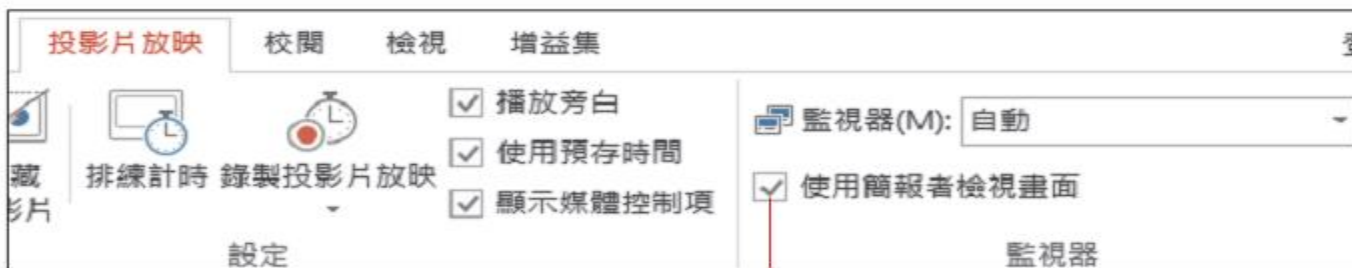 投影片放映 校閱 檢視 增益集
播放旁白
監視器(M): 自動
使用預存時間
排練計時 錄製投影片放映
使用簡報者檢視畫面
顯示媒體控制項
設定 監視器